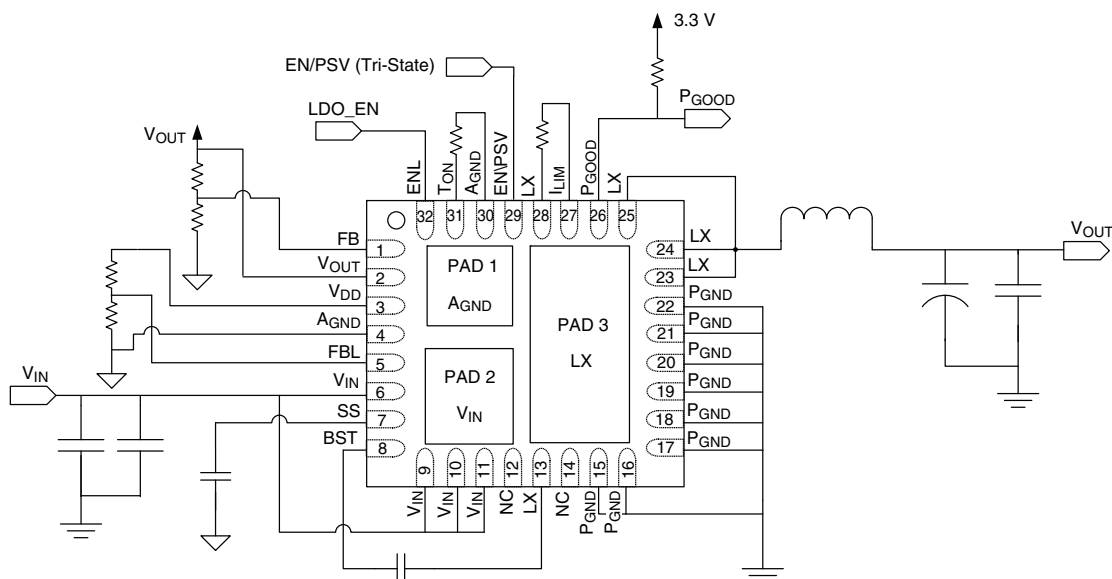 3.3 V
EN/PSV (Tri-State)
PGOOD
LDO_EN
VOUT
ENL
TON
AGND
EN\PSV
LX
ILIM
PGOOD
LX
32
31
30
29
28
27
26
25
FB
1
VOUT
2
VDD
3
AGND
4
FBL
5
VIN
VIN
6
SS
7
BST
8
PAD 1
AGND
PAD 2
VIN
PAD 3
LX
24
LX
23
LX
22
PGND
21
PGND
20
PGND
19
PGND
18
PGND
17
PGND
VOUT
9
10
11
12
13
14
15
16
VIN
VIN
VIN
NC
LX
NC
PGND
PGND